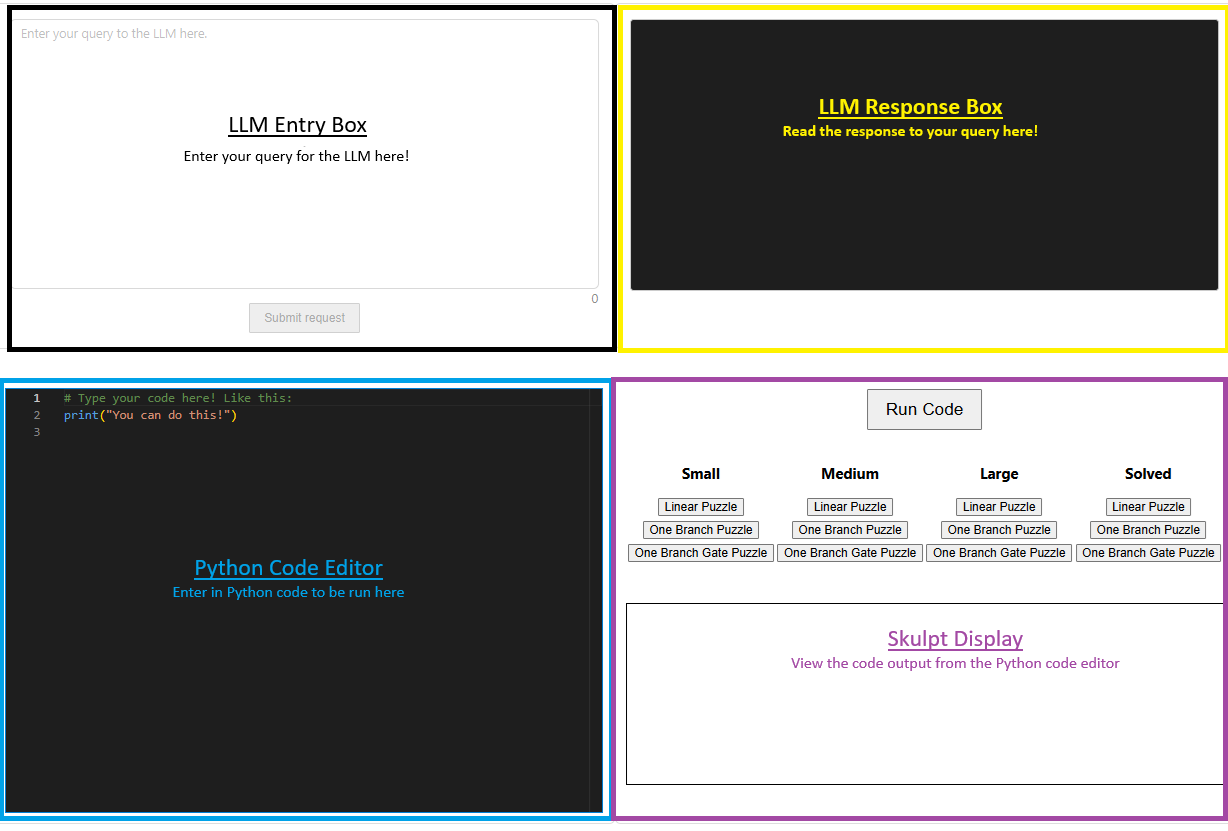 Enter your query to the LLM here.
LLM Entry Box
Enter your query for the LLM here!
0
Submit request
LLM Response Box
Read the response to your query here!
1 # Type your code here! Like this:
2 print("You can do this!")
3
Python Code Editor
Enter in Python code to be run here
Run Code
Small Medium Large Solved
Linear Puzzle Linear Puzzle Linear Puzzle Linear Puzzle
One Branch Puzzle One Branch Puzzle One Branch Puzzle One Branch Puzzle
One Branch Gate Puzzle One Branch Gate Puzzle One Branch Gate Puzzle One Branch Gate Puzzle
Skulpt Display
View the code output from the Python code editor